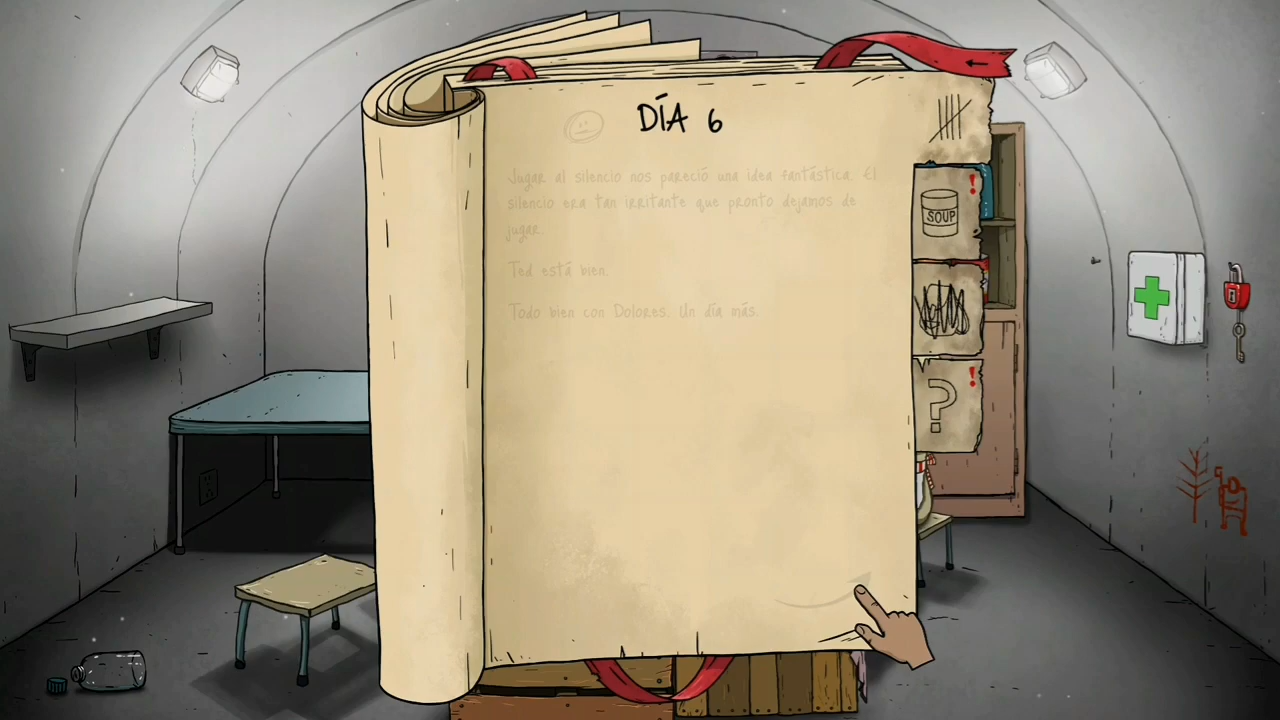 DÍA 6
Jugar al silencio nos pareció una idea fantástica. El
silencio era tan irritante que pronto dejamos de
jugar.
Ted está bien.
Todo bien con Dolores. Un día más.
!
SOUP
!
?